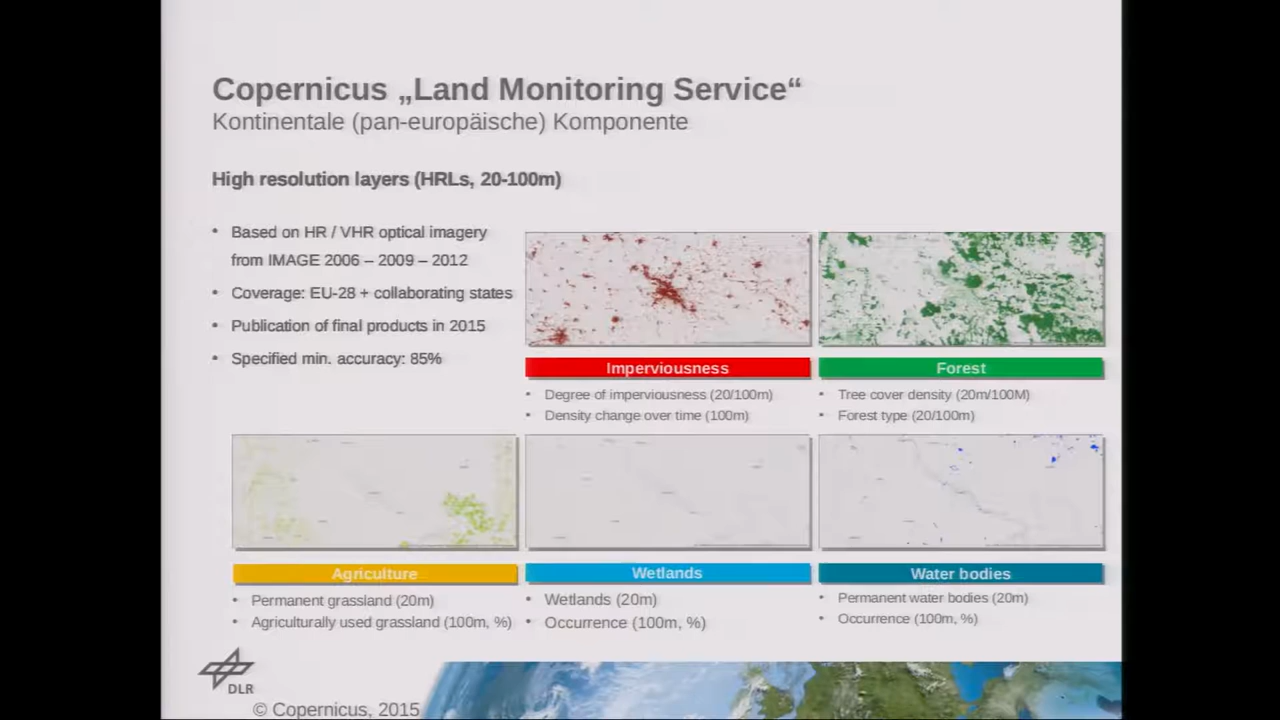 Copernicus „Land Monitoring Service“
Kontinentale (pan-europäische) Komponente
High resolution layers (HRLs, 20-100m)
• Based on HR / VHR optical imagery
from IMAGE 2006 – 2009 – 2012
• Coverage: EU-28 + collaborating states
• Publication of final products in 2015
• Specified min. accuracy: 85%
Imperviousness
• Degree of imperviousness (20/100m)
• Density change over time (100m)
Forest
• Tree cover density (20m/100M)
• Forest type (20/100m)
Agriculture
• Permanent grassland (20m)
• Agriculturally used grassland (100m, %)
Wetlands
• Wetlands (20m)
• Occurrence (100m, %)
Water bodies
• Permanent water bodies (20m)
• Occurrence (100m, %)
DLR
© Copernicus, 2015